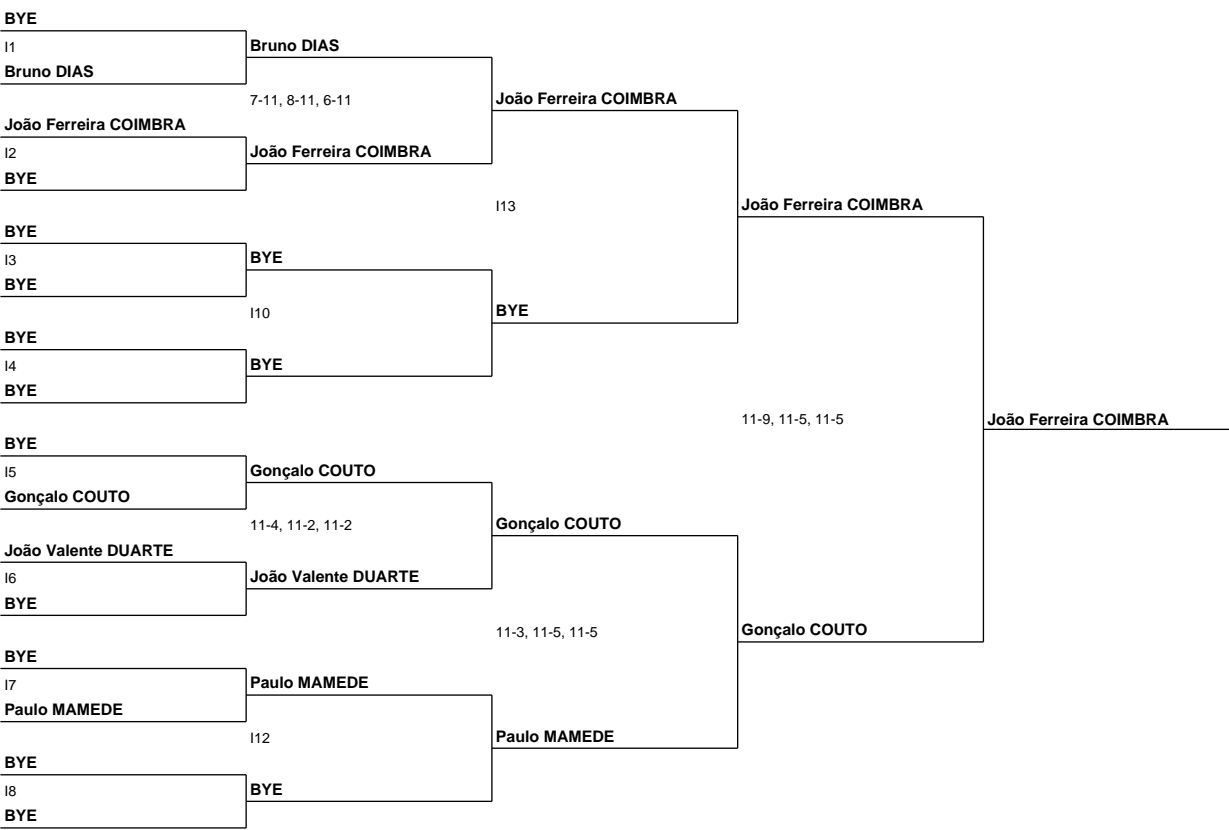 BYE
I1
Bruno DIAS
Bruno DIAS
7-11, 8-11, 6-11
João Ferreira COIMBRA
João Ferreira COIMBRA
I2
João Ferreira COIMBRA
BYE
I13
João Ferreira COIMBRA
BYE
I3
BYE
BYE
I10
BYE
BYE
I4
BYE
BYE
11-9, 11-5, 11-5
João Ferreira COIMBRA
BYE
I5
Gonçalo COUTO
Gonçalo COUTO
11-4, 11-2, 11-2
Gonçalo COUTO
João Valente DUARTE
I6
João Valente DUARTE
BYE
11-3, 11-5, 11-5
Gonçalo COUTO
BYE
I7
Paulo MAMEDE
Paulo MAMEDE
I12
Paulo MAMEDE
BYE
I8
BYE
BYE